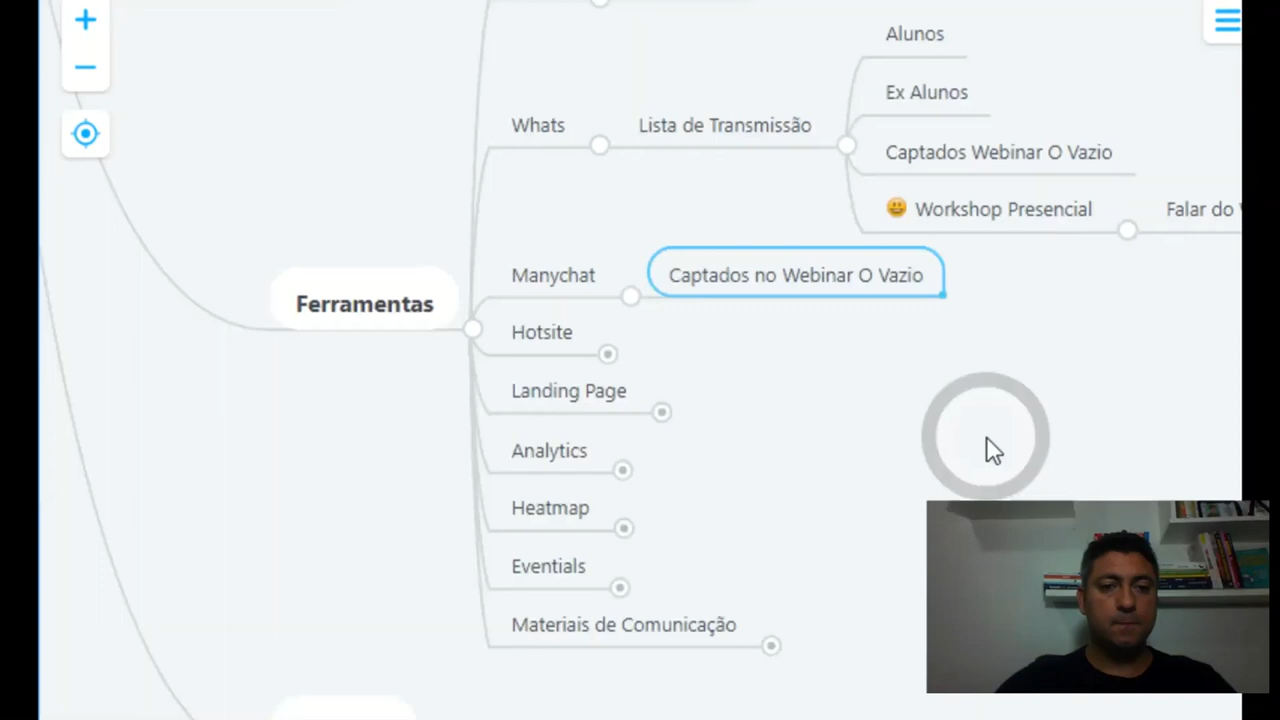 Alunos
Ex Alunos
Whats
Lista de Transmissão
Captados Webinar O Vazio
Workshop Presencial
Falar do
Ferramentas
Manychat
Captados no Webinar O Vazio
Hotsite
Landing Page
Analytics
Heatmap
Eventials
Materiais de Comunicação